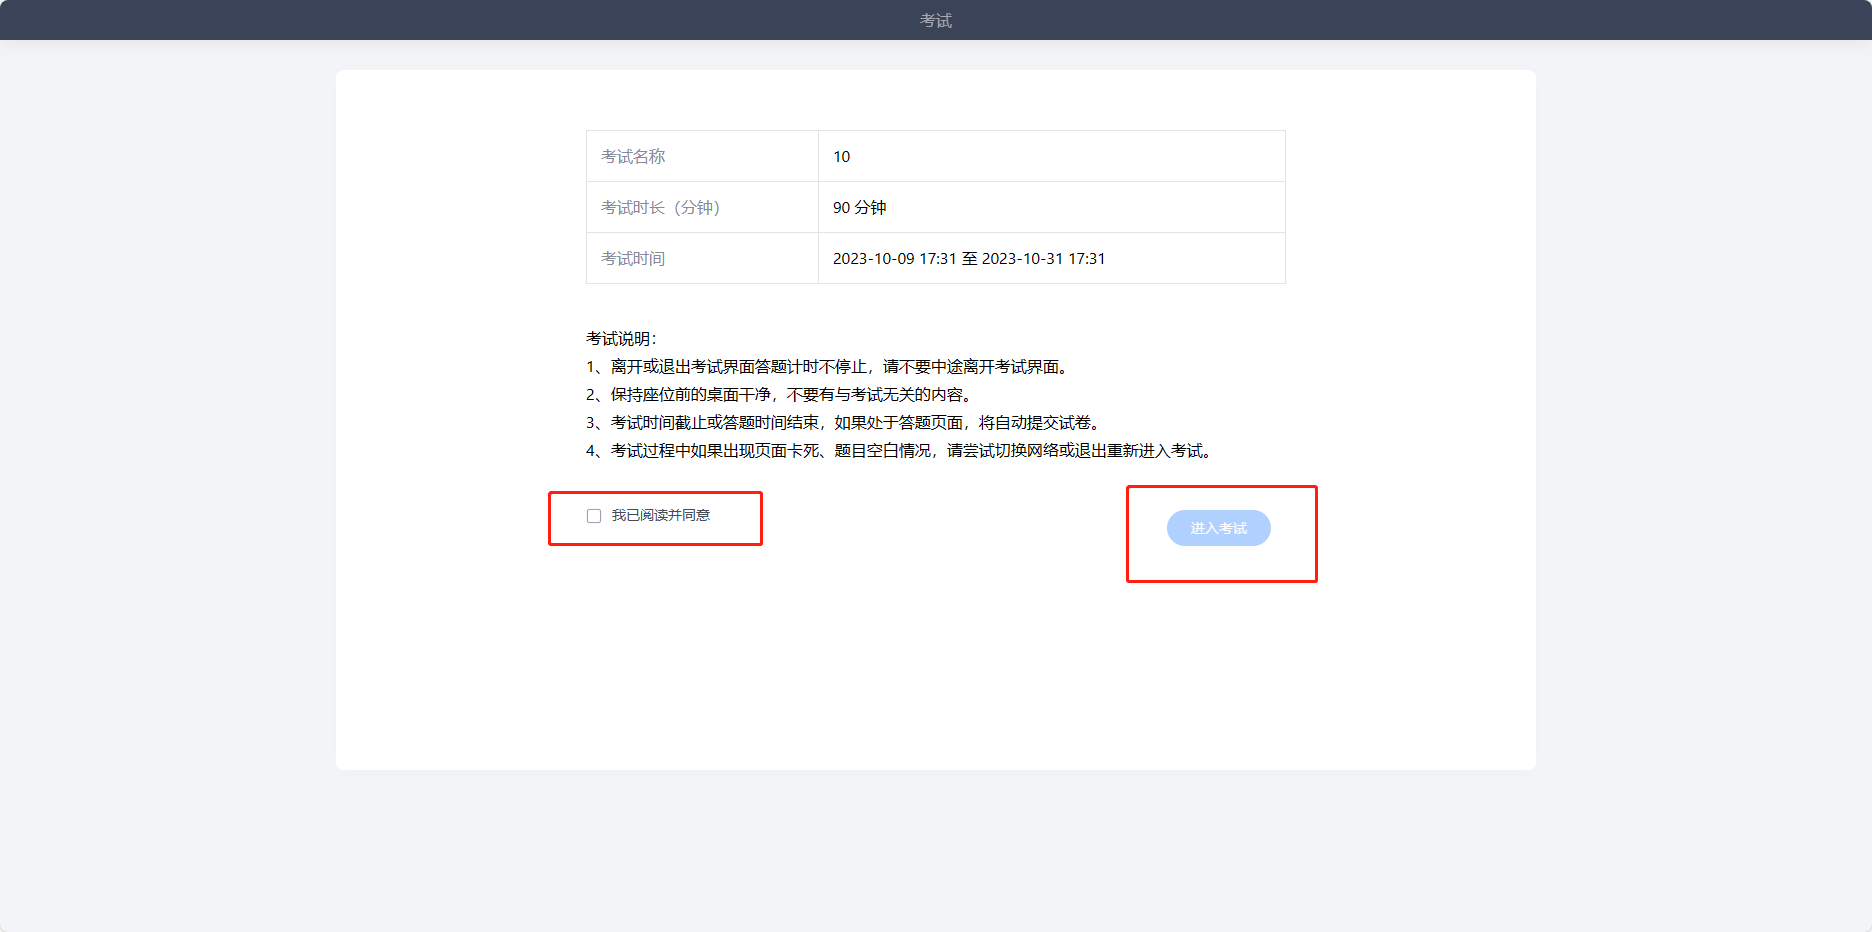 考试
考试名称
10
考试时长（分钟）
90 分钟
考试时间
2023-10-09 17:31 至 2023-10-31 17:31
考试说明：
1、离开或退出考试界面答题计时不停止，请不要中途离开考试界面。
2、保持座位前的桌面干净，不要有与考试无关的内容。
3、考试时间截止或答题时间结束，如果处于答题页面，将自动提交试卷。
4、考试过程中如果出现页面卡死、题目空白情况，请尝试切换网络或退出重新进入考试。
我已阅读并同意
进入考试